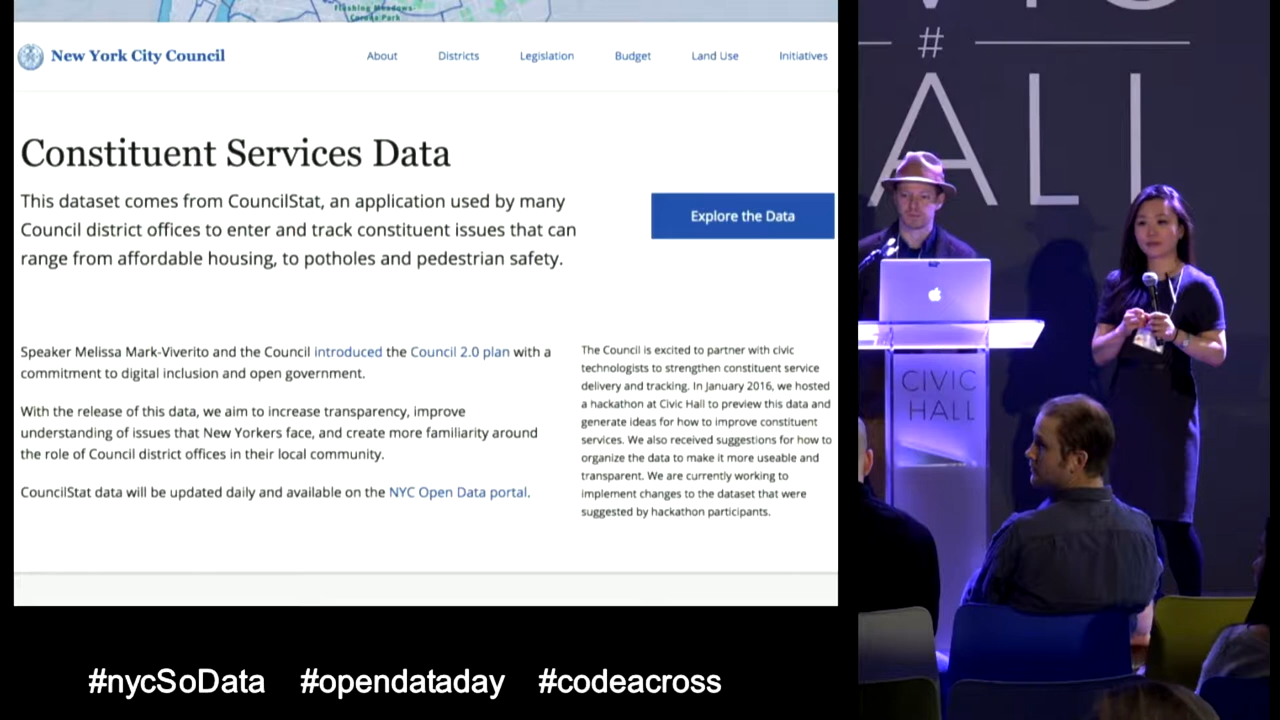 Flushing Meadows
Corona Park
New York City Council
About
Districts
Legislation
Budget
Land Use
Initiatives
Constituent Services Data
This dataset comes from CouncilStat, an application used by many
Council district offices to enter and track constituent issues that can
range from affordable housing, to potholes and pedestrian safety.
Explore the Data
Speaker Melissa Mark-Viverito and the Council introduced the Council 2.0 plan with a
commitment to digital inclusion and open government.
With the release of this data, we aim to increase transparency, improve
understanding of issues that New Yorkers face, and create more familiarity around
the role of Council district offices in their local community.
CouncilStat data will be updated daily and available on the NYC Open Data portal.
The Council is excited to partner with civic
technologists to strengthen constituent service
delivery and tracking. In January 2016, we hosted
a hackathon at Civic Hall to preview this data and
generate ideas for how to improve constituent
services. We also received suggestions for how to
organize the data to make it more useable and
transparent. We are currently working to
implement changes to the dataset that were
suggested by hackathon participants.
#
ALL
CIVIC
HALL
#nycSoData #opendataday #codeacross